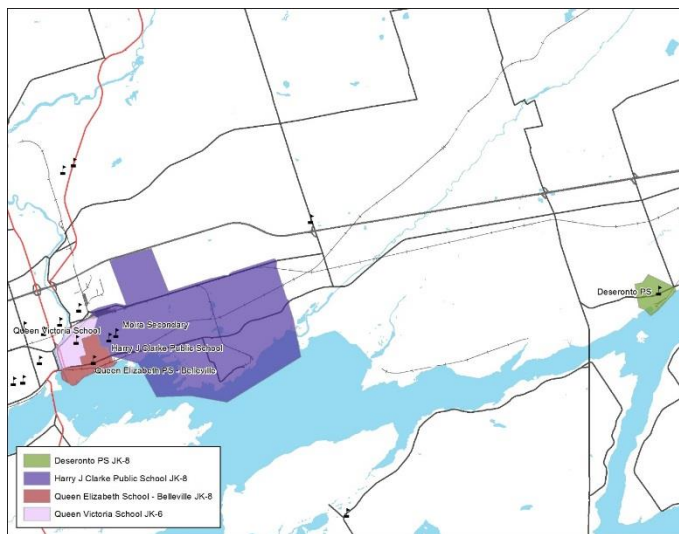 Deseronto PS
Queen Victoria School
Moira Secondary
Harry J Clarke Public School
Queen Elizabeth PS - Belleville
Deseronto PS JK-8
Harry J Clarke Public School JK-8
Queen Elizabeth School - Belleville JK-8
Queen Victoria School JK-6